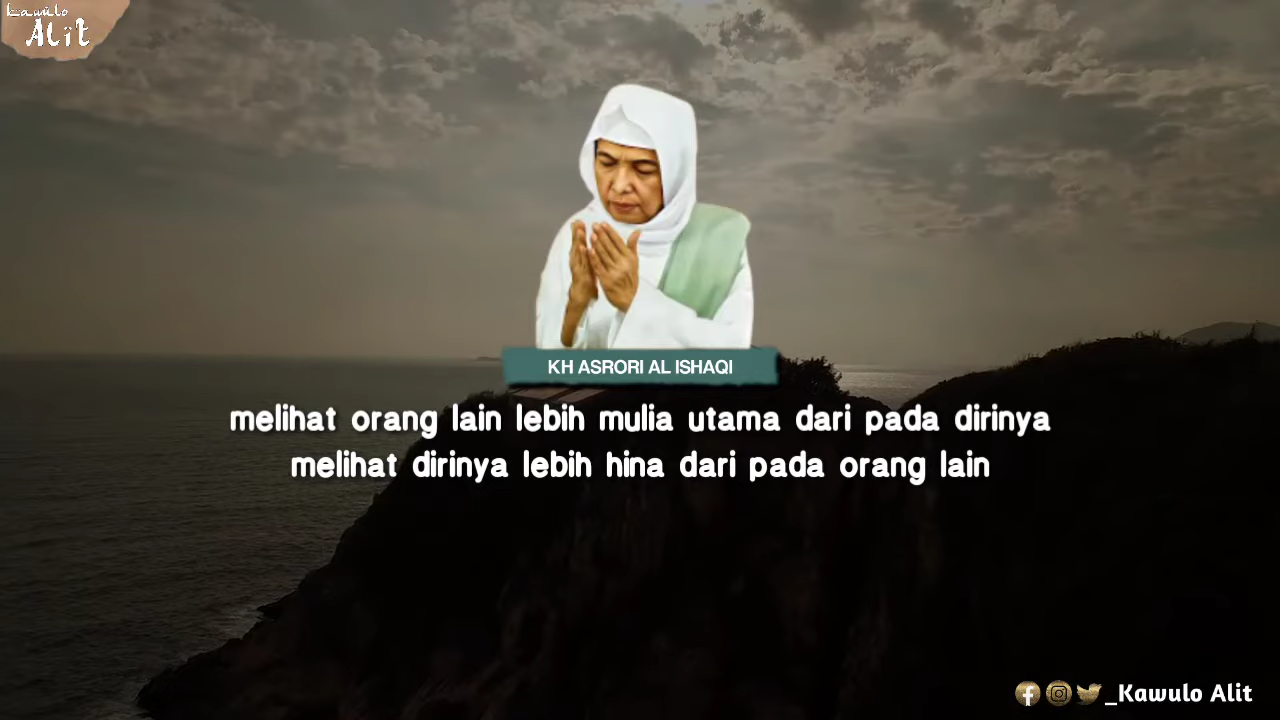 Kawulo
Alit
KH ASRORI AL ISHAQI
melihat orang lain lebih mulia utama dari pada dirinya
melihat dirinya lebih hina dari pada orang lain
_Kawulo Alit